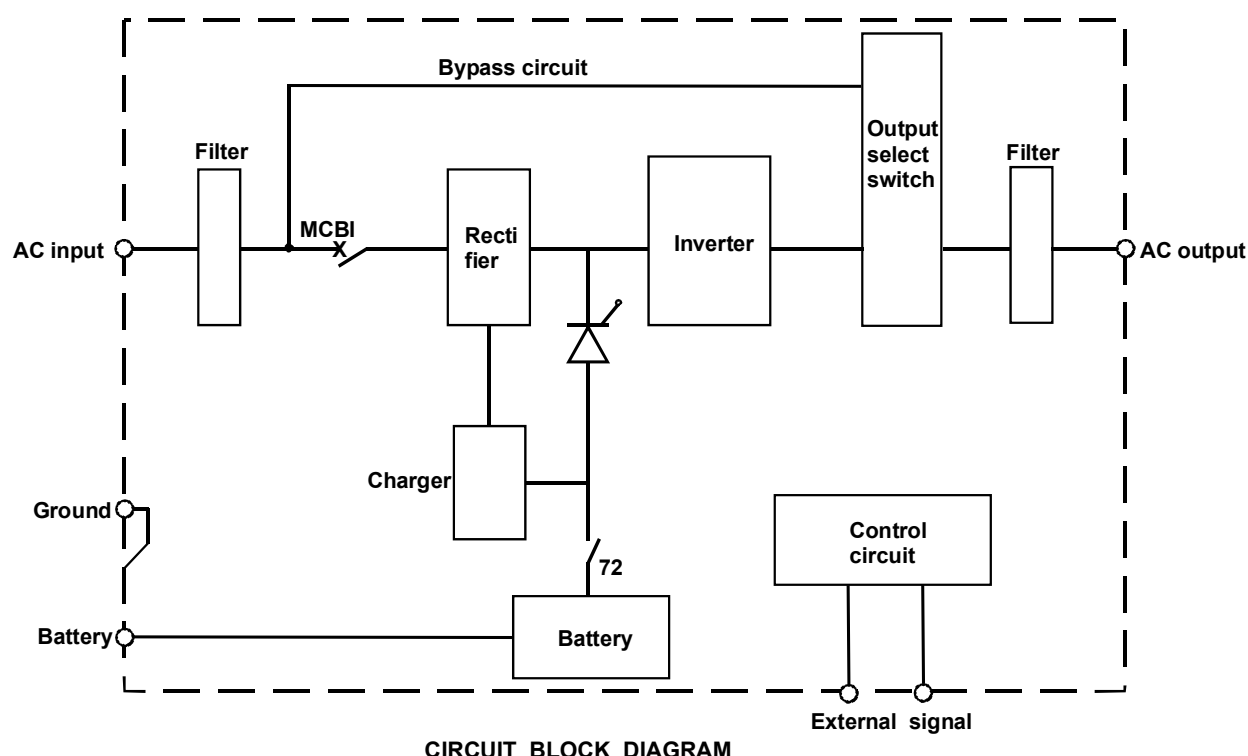 Bypass circuit
Output
select
switch
Filter
Filter
MCBI
AC input
Recti
fier
Inverter
AC output
Charger
Ground
Control
circuit
72
Battery
Battery
External signal
CIRCUIT BLOCK DIAGRAM